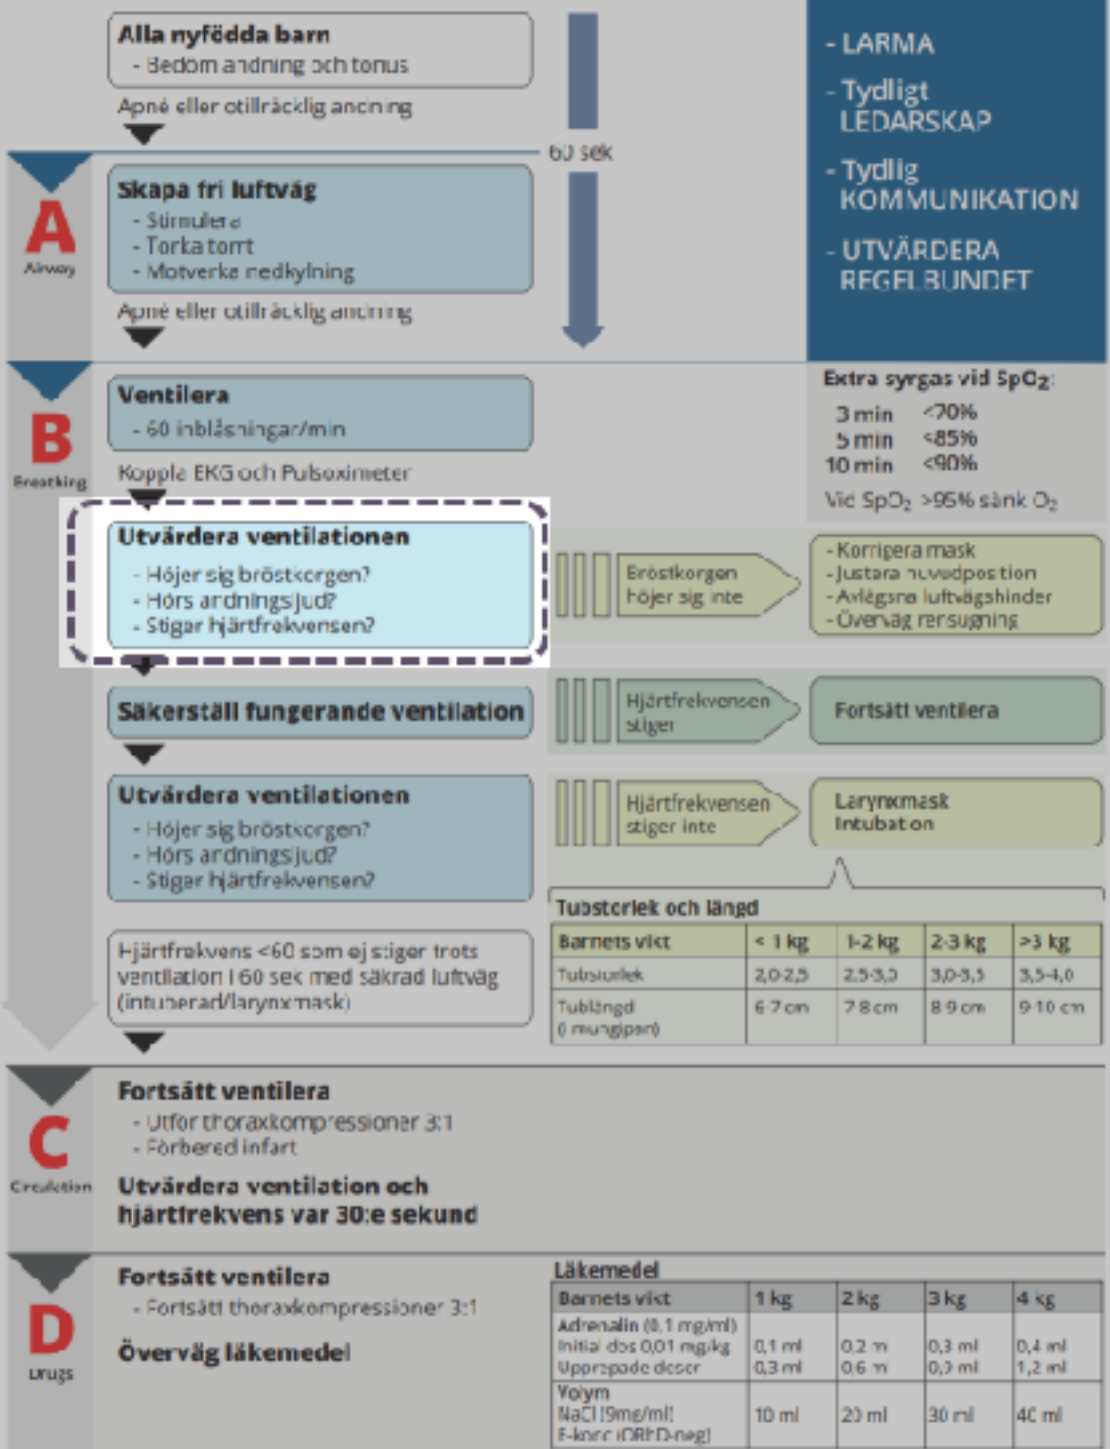 Alla nyfödda barn
- Bedöm andning och tonus
Apné eller otillräcklig andning
60 sek
- LARMA
- Tydligt
LEDARSKAP
- Tydlig
KOMMUNIKATION
- UTVÄRDERA
REGELBUNDET
A
Airway
Skapa fri luftväg
- Stimulera
- Torka torrt
- Motverka nedkylning
Apné eller otillräcklig andning
B
Breathing
Ventilera
- 60 inblåsningar/min
Koppla EKG och Pulsoximeter
Extra syrgas vid SpO₂:
3 min <70%
5 min <85%
10 min <90%
Vid SpO₂ >95% sänk O₂
Utvärdera ventilationen
- Höjer sig bröstkorgen?
- Hörs andningsljud?
- Stiger hjärtfrekvensen?
Bröstkorgen
höjer sig inte
- Korrigera mask
- Justera huvudposition
- Avlägsna luftvägshinder
- Överväg rensugning
Säkerställ fungerande ventilation
Hjärtfrekvensen
stiger
Fortsätt ventilera
Utvärdera ventilationen
- Höjer sig bröstkorgen?
- Hörs andningsljud?
- Stiger hjärtfrekvensen?
Hjärtfrekvensen
stiger inte
Larynxmask
Intubation
Hjärtfrekvens <60 som ej stiger trots
ventilation i 60 sek med säkrad luftväg
(intuberad/larynxmask)
Tubstorlek och längd
Barnets vikt < 1 kg 1-2 kg 2-3 kg >3 kg
Tubstorlek 2,0-2,5 2,5-3,0 3,0-3,5 3,5-4,0
Tublängd 6-7 cm 7-8 cm 8-9 cm 9-10 cm
(i mungipan)
C
Circulation
Fortsätt ventilera
- Utför thoraxkompressioner 3:1
- Förbered infart
Utvärdera ventilation och
hjärtfrekvens var 30:e sekund
D
Drugs
Fortsätt ventilera
- Fortsätt thoraxkompressioner 3:1
Överväg läkemedel
Läkemedel
Barnets vikt 1 kg 2 kg 3 kg 4 kg
Adrenalin (0,1 mg/ml)
Initial dos 0,01 mg/kg 0,1 ml 0,2 ml 0,3 ml 0,4 ml
Upprepade doser 0,3 ml 0,6 ml 0,9 ml 1,2 ml
Volym
NaCl (9mg/ml) 10 ml 20 ml 30 ml 40 ml
E-konc (ORhD-neg)